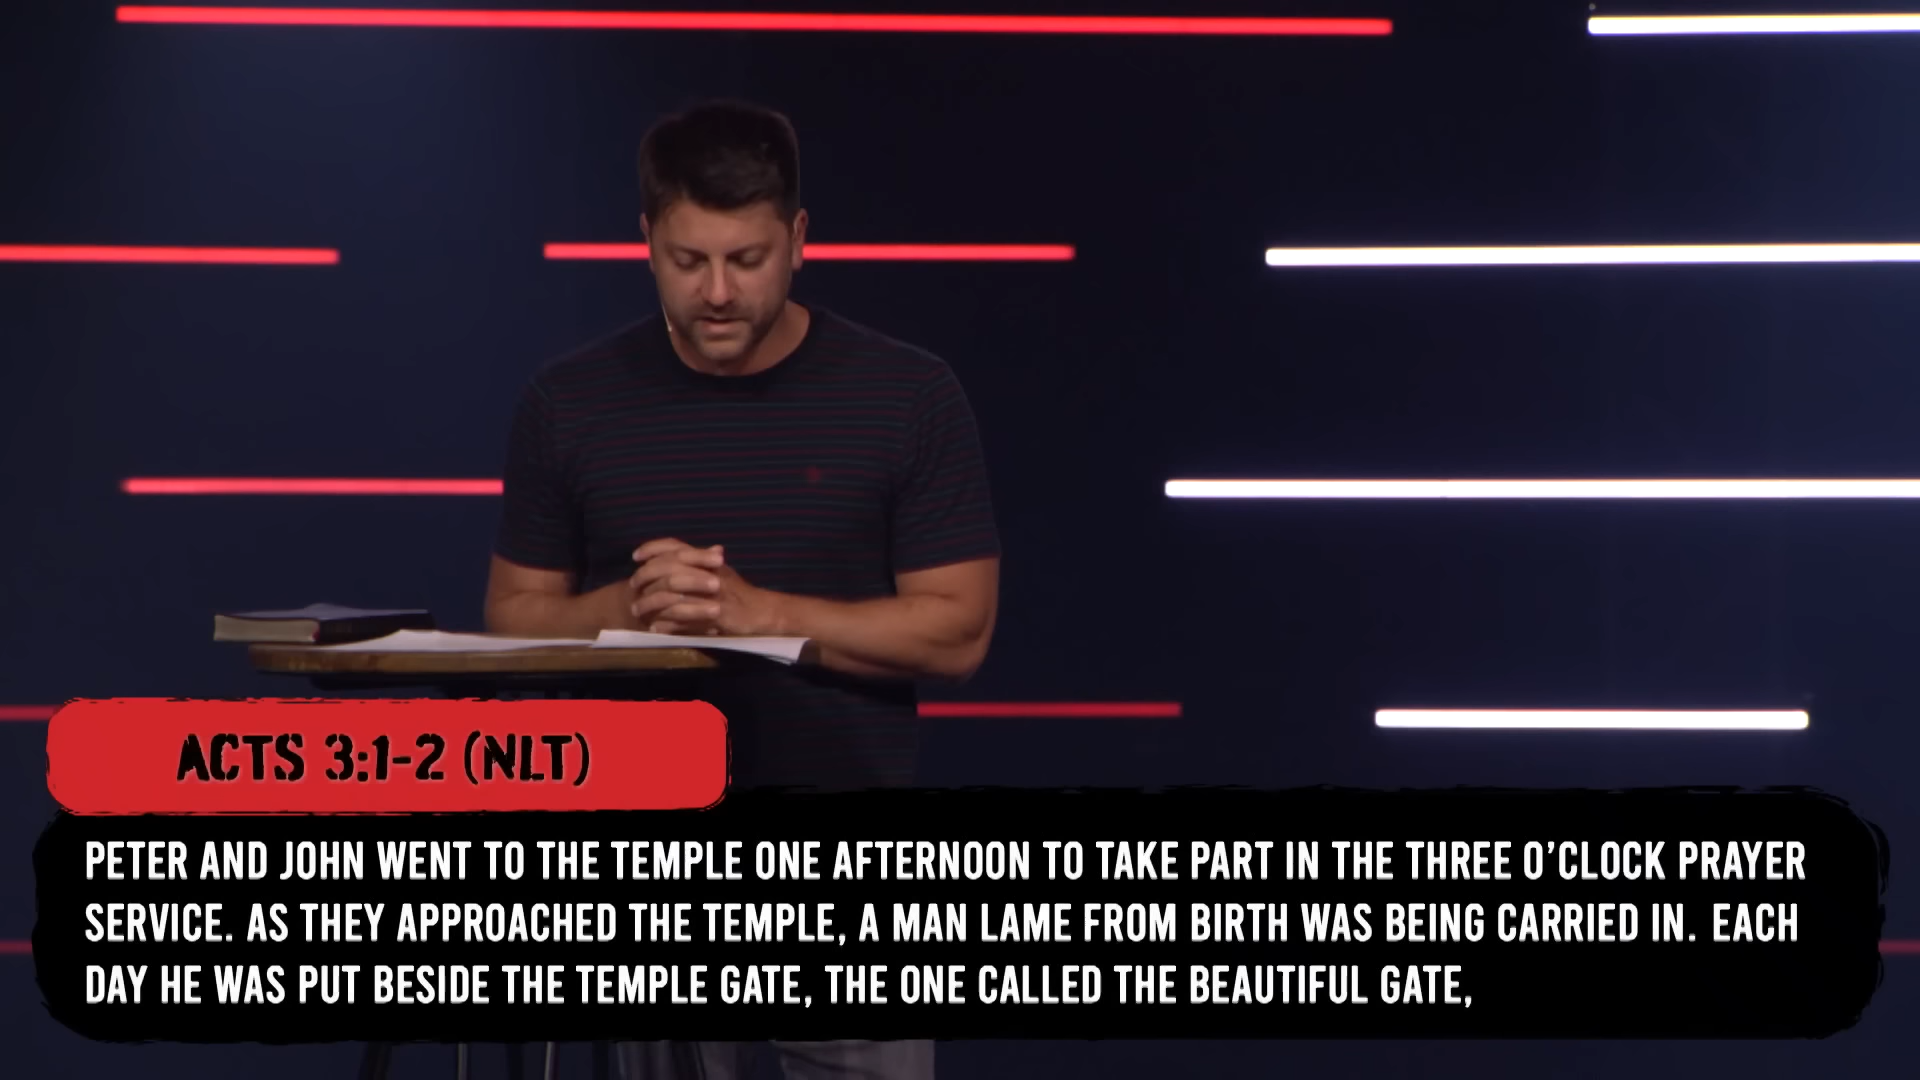 ACTS 3:1-2 (NLT)
PETER AND JOHN WENT TO THE TEMPLE ONE AFTERNOON TO TAKE PART IN THE THREE O'CLOCK PRAYER
SERVICE. AS THEY APPROACHED THE TEMPLE, A MAN LAME FROM BIRTH WAS BEING CARRIED IN. EACH
DAY HE WAS PUT BESIDE THE TEMPLE GATE, THE ONE CALLED THE BEAUTIFUL GATE,